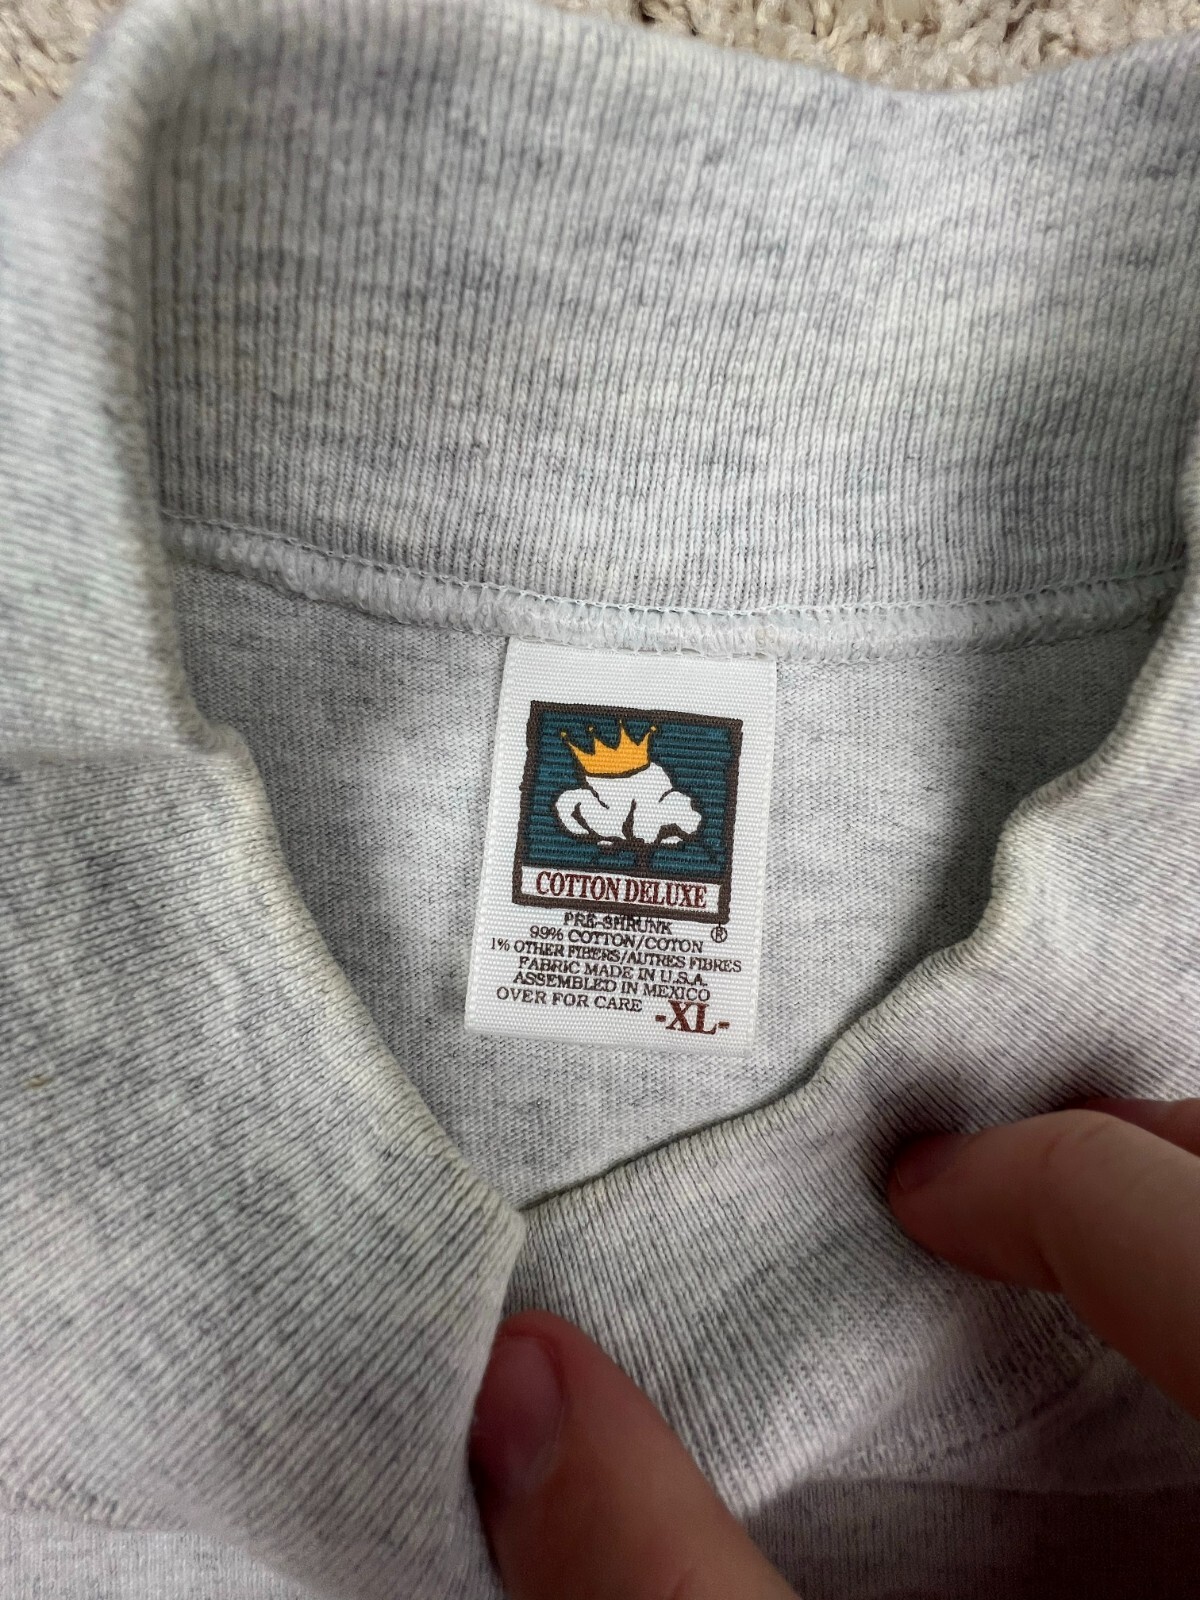 COTTON DELUXE
®
PRE-SHRUNK
99% COTTON/COTON
1% OTHER FIBERS/AUTRES FIBRES
FABRIC MADE IN U.S.A.
ASSEMBLED IN MEXICO
OVER FOR CARE
-XL-